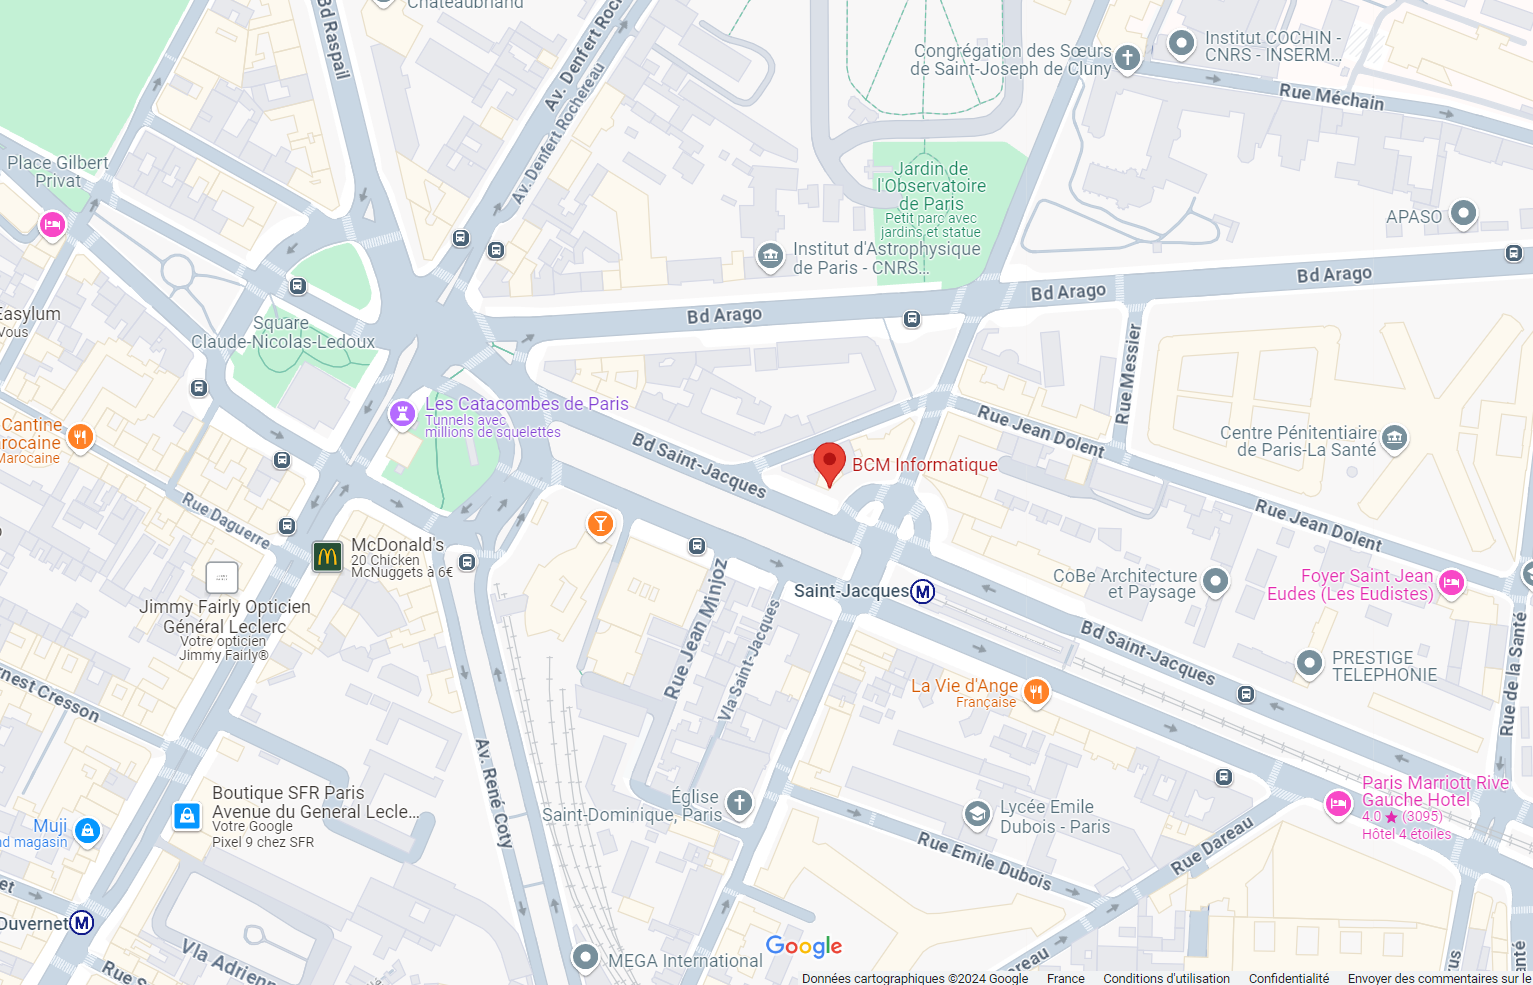 Chateaubriand
Bd Raspail
Av. Denfert Rochereau
Av. Denfert Rochereau
Congrégation des Sœurs
de Saint-Joseph de Cluny
Institut COCHIN -
CNRS - INSERM...
Rue Méchain
Place Gilbert
Privat
Jardin de
l'Observatoire
de Paris
Petit parc avec
jardins et statue
APASO
Institut d'Astrophysique
de Paris - CNRS...
Bd Arago
Bd Arago
Bd Arago
Easylum
Vous
Square
Claude-Nicolas-Ledoux
Rue Messier
Les Catacombes de Paris
Tunnels avec
millions de squelettes
Cantine
rocaine
Marocaine
Bd Saint-Jacques
Rue Jean Dolent
Centre Pénitentiaire
de Paris-La Santé
BCM Informatique
Rue Daguerre
Rue Jean Dolent
McDonald's
20 Chicken
McNuggets à 6€
Jimmy Fairly Opticien
Général Leclerc
Votre opticien
Jimmy Fairly®
Rue Jean Minjoz
Vla Saint-Jacques
Saint-Jacques
M
CoBe Architecture
et Paysage
Foyer Saint Jean
Eudes (Les Eudistes)
Bd Saint-Jacques
PRESTIGE
TELEPHONIE
Rue de la Santé
La Vie d'Ange
Française
nest Cresson
Av. René Coty
Boutique SFR Paris
Avenue du General Lecle...
Votre Google
Pixel 9 chez SFR
Muji
nd magasin
Église
Saint-Dominique, Paris
Lycée Emile
Dubois - Paris
Paris Marriott Rive
Gauche Hotel
4,0 ★ (3095)
Hôtel 4 étoiles
Rue Dareau
Rue Emile Dubois
et
Duvernet
M
Vla Adrienn
Rue S
MEGA International
Google
areau
us
anté
Données cartographiques ©2024 Google
France
Conditions d'utilisation
Confidentialité
Envoyer des commentaires sur le